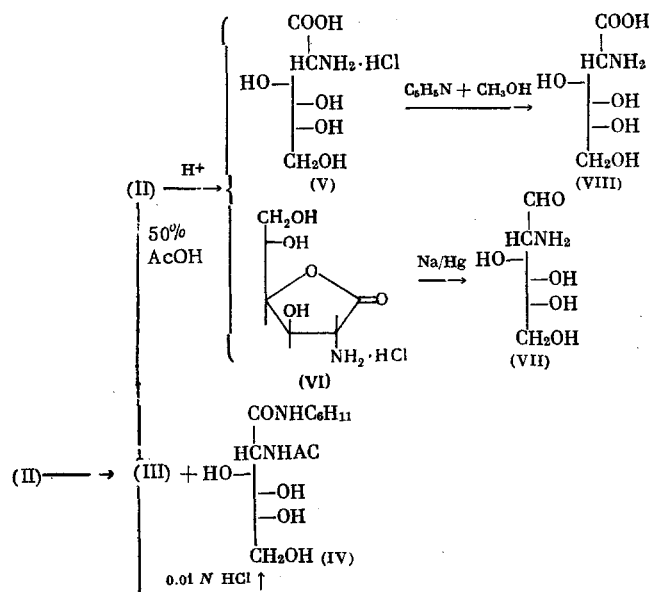 COOH
HCNH₂·HCl
HO
—OH
—OH
CH₂OH
(V)
C₅H₅N + CH₃OH
COOH
HCNH₂
HO
—OH
—OH
CH₂OH
(VIII)
(II)
H⁺
50%
AcOH
CH₂OH
—OH
O
OH
OH
=O
NH₂·HCl
(VI)
Na/Hg
CHO
HCNH₂
HO
—OH
—OH
CH₂OH
(VII)
CONHC₆H₁₁
HCNHAC
(II) → (III) + HO
—OH
—OH
CH₂OH (IV)
0.01 N HCl ↑